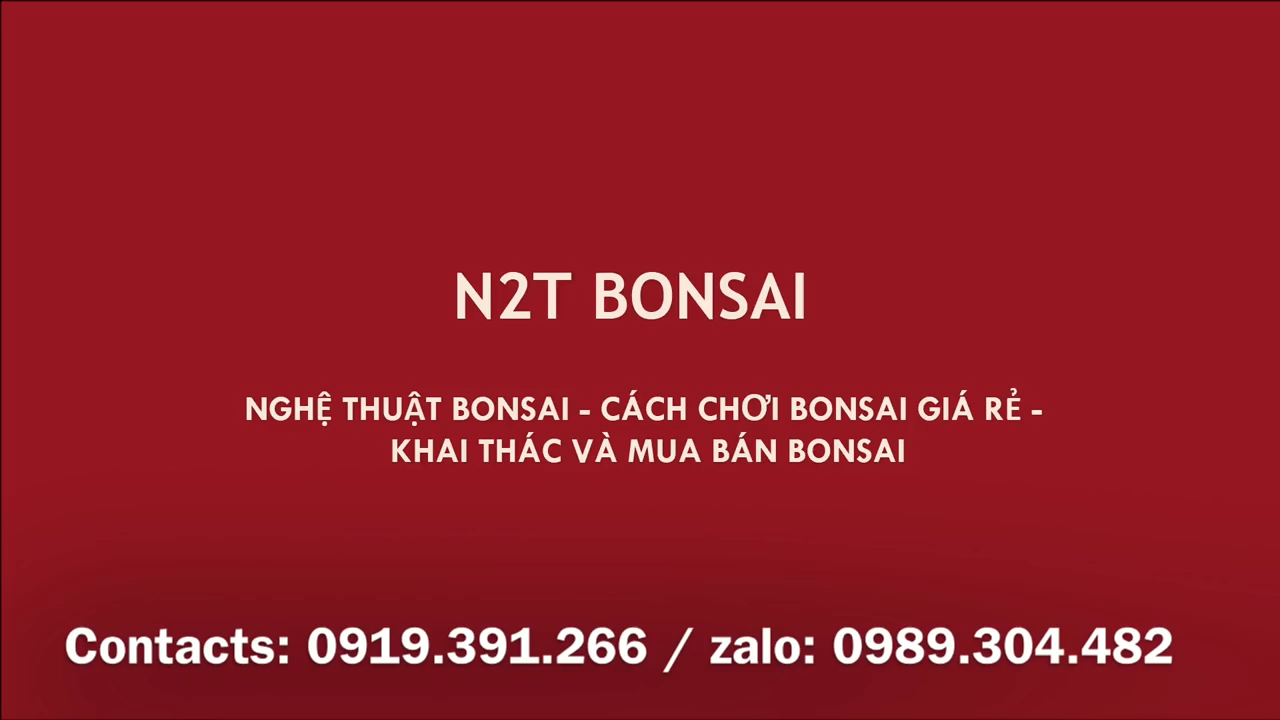 N2T BONSAI
NGHỆ THUẬT BONSAI - CÁCH CHƠI BONSAI GIÁ RẺ -
KHAI THÁC VÀ MUA BÁN BONSAI
Contacts: 0919.391.266 / zalo: 0989.304.482